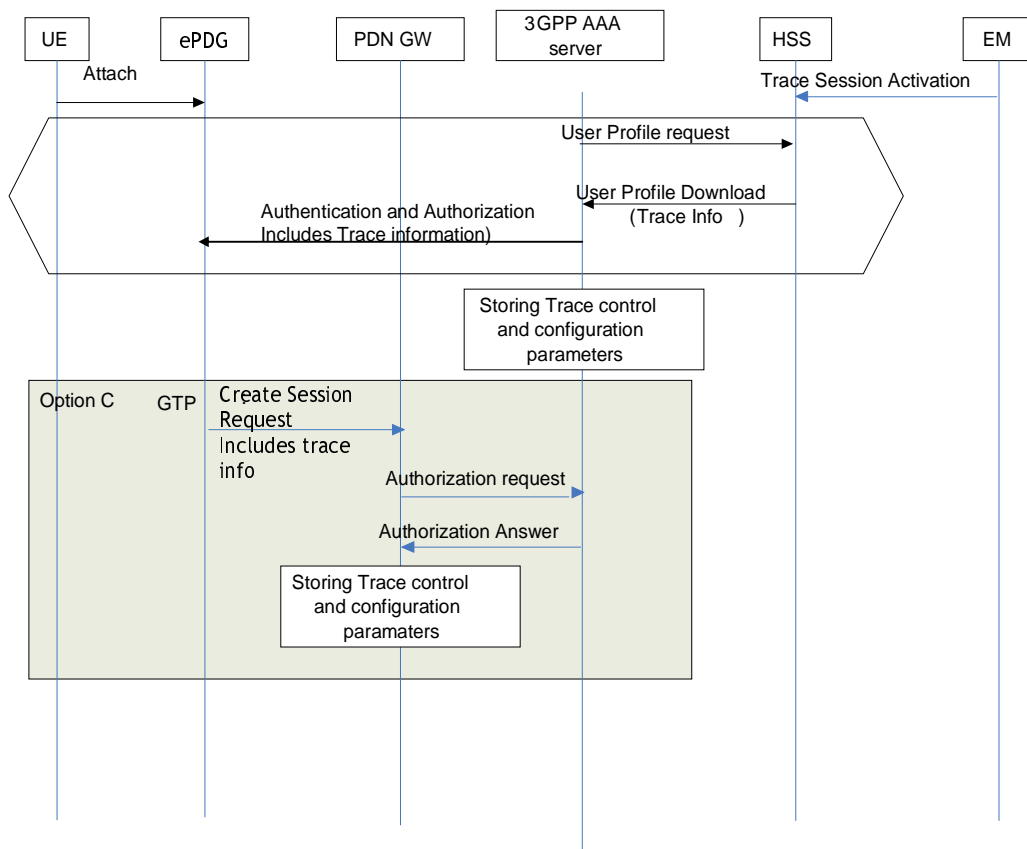 UE
ePDG
PDN GW
3GPP AAA
server
HSS
EM
Attach
Trace Session Activation
User Profile request
User Profile Download
(Trace Info )
Authentication and Authorization
Includes Trace information)
Storing Trace control
and configuration
parameters
Option C
GTP
Create Session
Request
Includes trace
info
Authorization request
Authorization Answer
Storing Trace control
and configuration
paramaters